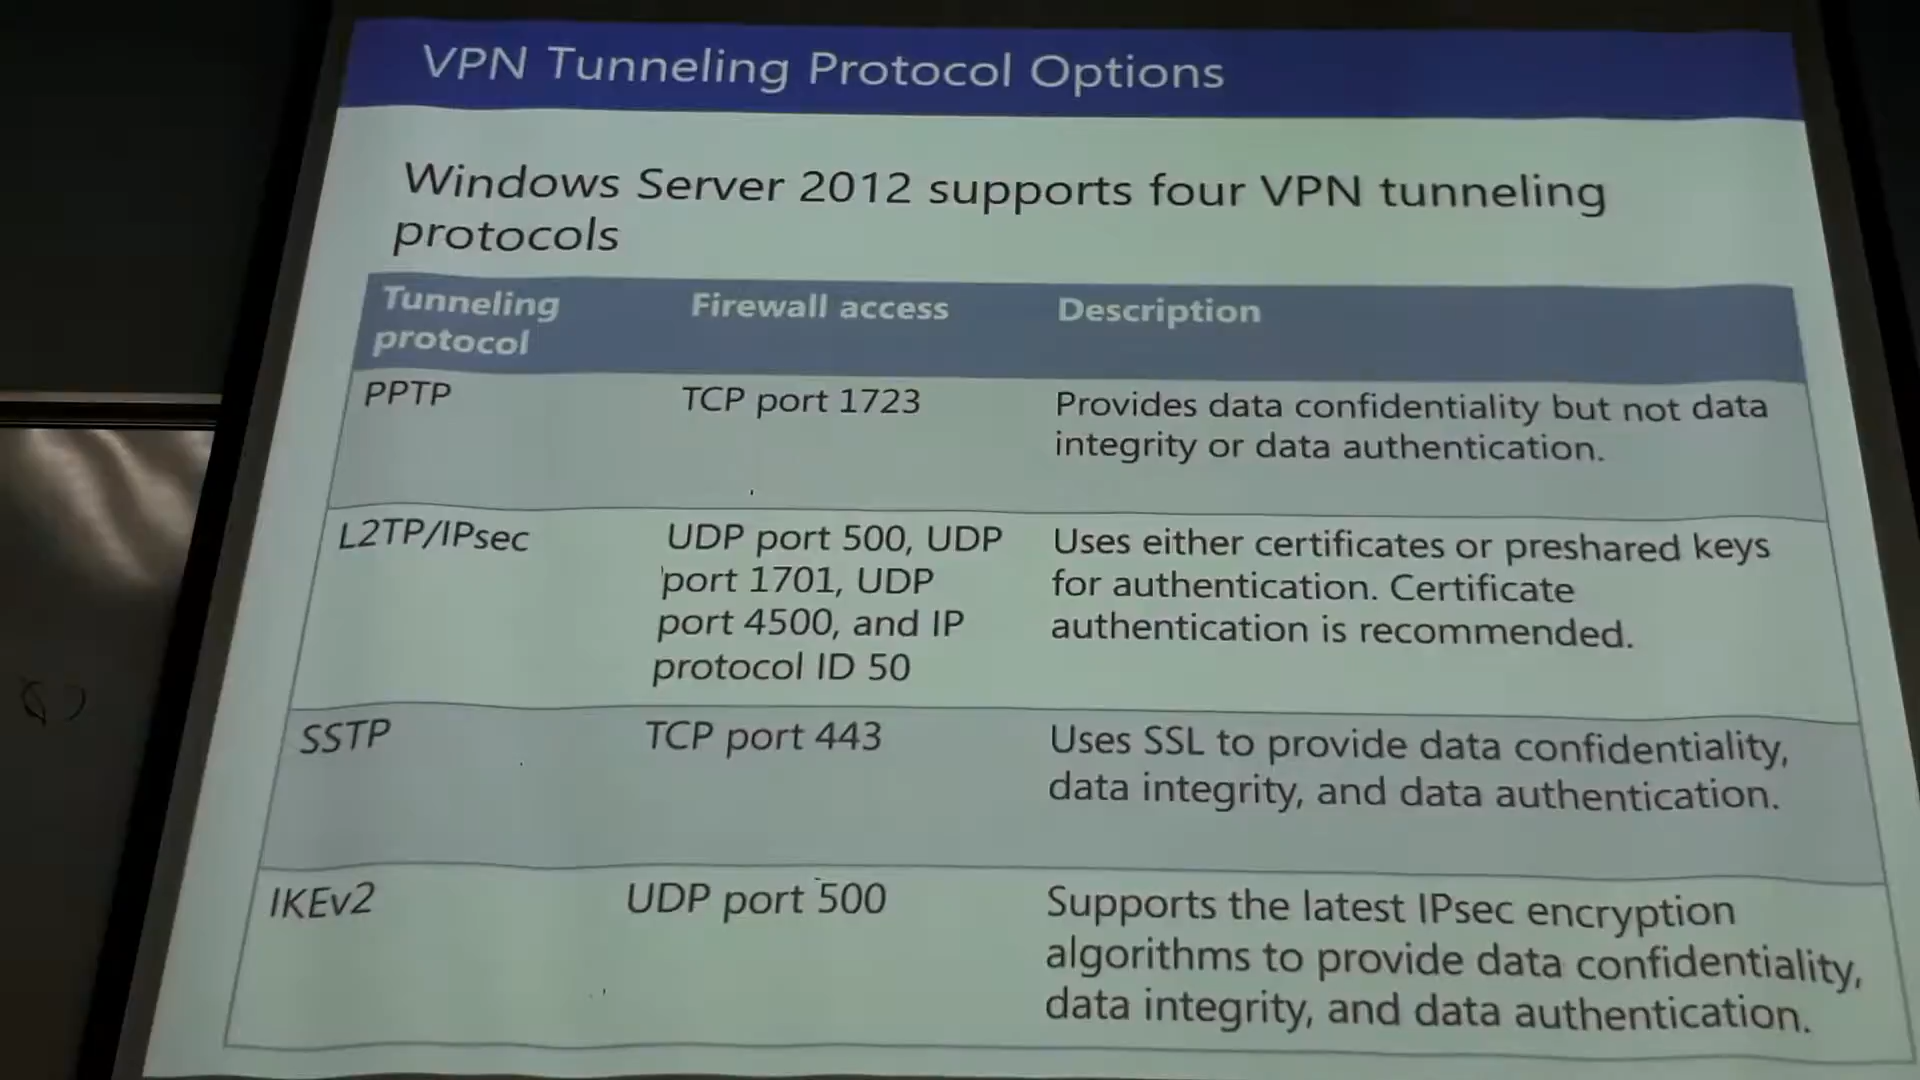 VPN Tunneling Protocol Options
Windows Server 2012 supports four VPN tunneling
protocols
Tunneling
protocol
Firewall access
Description
PPTP
TCP port 1723
Provides data confidentiality but not data
integrity or data authentication.
L2TP/IPsec
UDP port 500, UDP
port 1701, UDP
port 4500, and IP
protocol ID 50
Uses either certificates or preshared keys
for authentication. Certificate
authentication is recommended.
SSTP
TCP port 443
Uses SSL to provide data confidentiality,
data integrity, and data authentication.
IKEv2
UDP port 500
Supports the latest IPsec encryption
algorithms to provide data confidentiality,
data integrity, and data authentication.